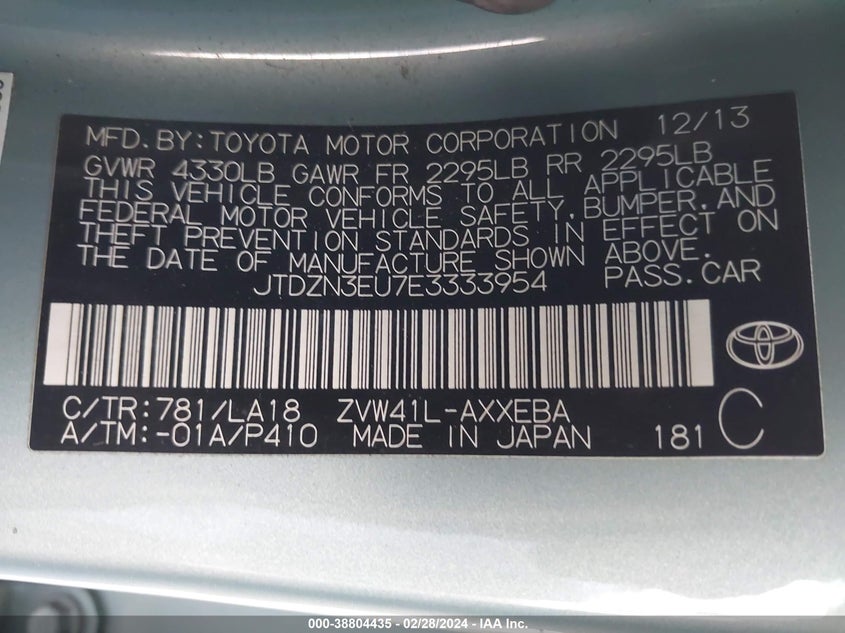 MFD.BY:TOYOTA MOTOR CORPORATION 12/13
GVWR 4330LB GAWR FR 2295LB RR 2295LB
THIS VEHICLE CONFORMS TO ALL APPLICABLE
FEDERAL MOTOR VEHICLE SAFETY,BUMPER,AND
THEFT PREVENTION STANDARDS IN EFFECT ON
THE DATE OF MANUFACTURE SHOWN ABOVE.
JTDZN3EU7E3333954 PASS.CAR
C/TR:781/LA18 ZVW41L-AXXEBA
A/TM:-01A/P410 MADE IN JAPAN 181 C
000-38804435 - 02/28/2024 - IAA Inc.